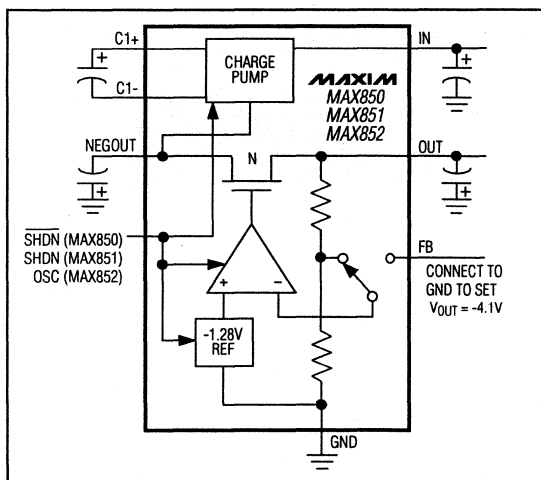 C1+
IN
CHARGE
PUMP
MAXIM
MAX850
MAX851
MAX852
C1-
NEGOUT
N
OUT
SHDN (MAX850)
SHDN (MAX851)
OSC (MAX852)
FB
CONNECT TO
GND TO SET
VOUT = -4.1V
+
−
-1.28V
REF
GND
+
+
+
+